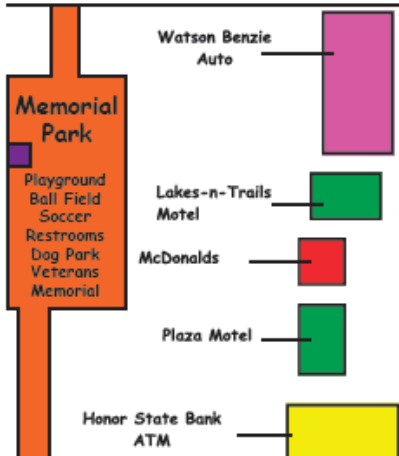 Watson Benzie
Auto
Memorial
Park
Playground
Ball Field
Soccer
Restrooms
Dog Park
Veterans
Memorial
Lakes-n-Trails
Motel
McDonalds
Plaza Motel
Honor State Bank
ATM